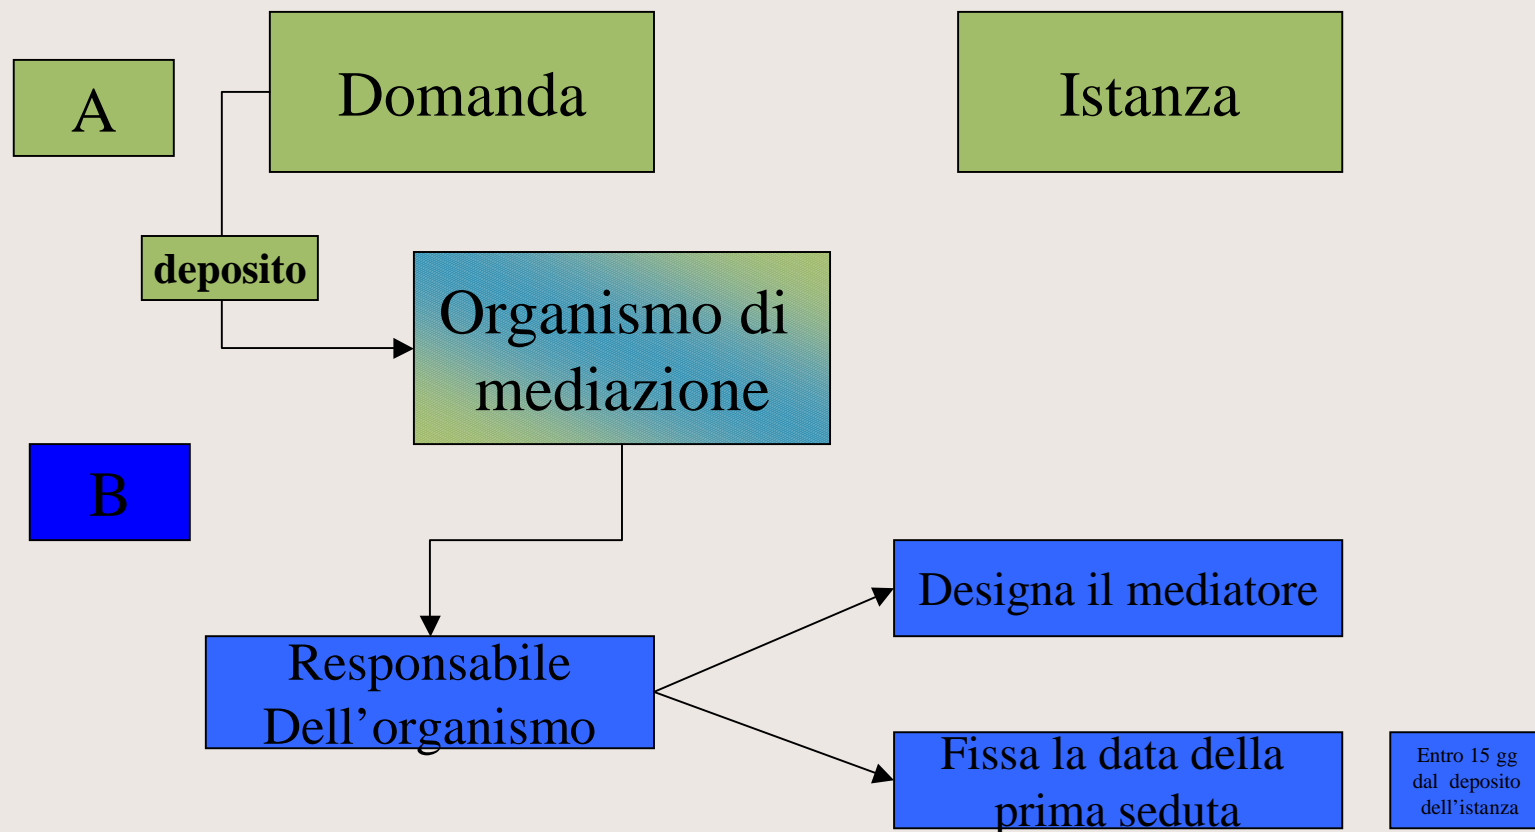 A
Domanda
Istanza
deposito
Organismo di
mediazione
B
Designa il mediatore
Responsabile
Dell’organismo
Fissa la data della
prima seduta
Entro 15 gg
dal deposito
dell’istanza